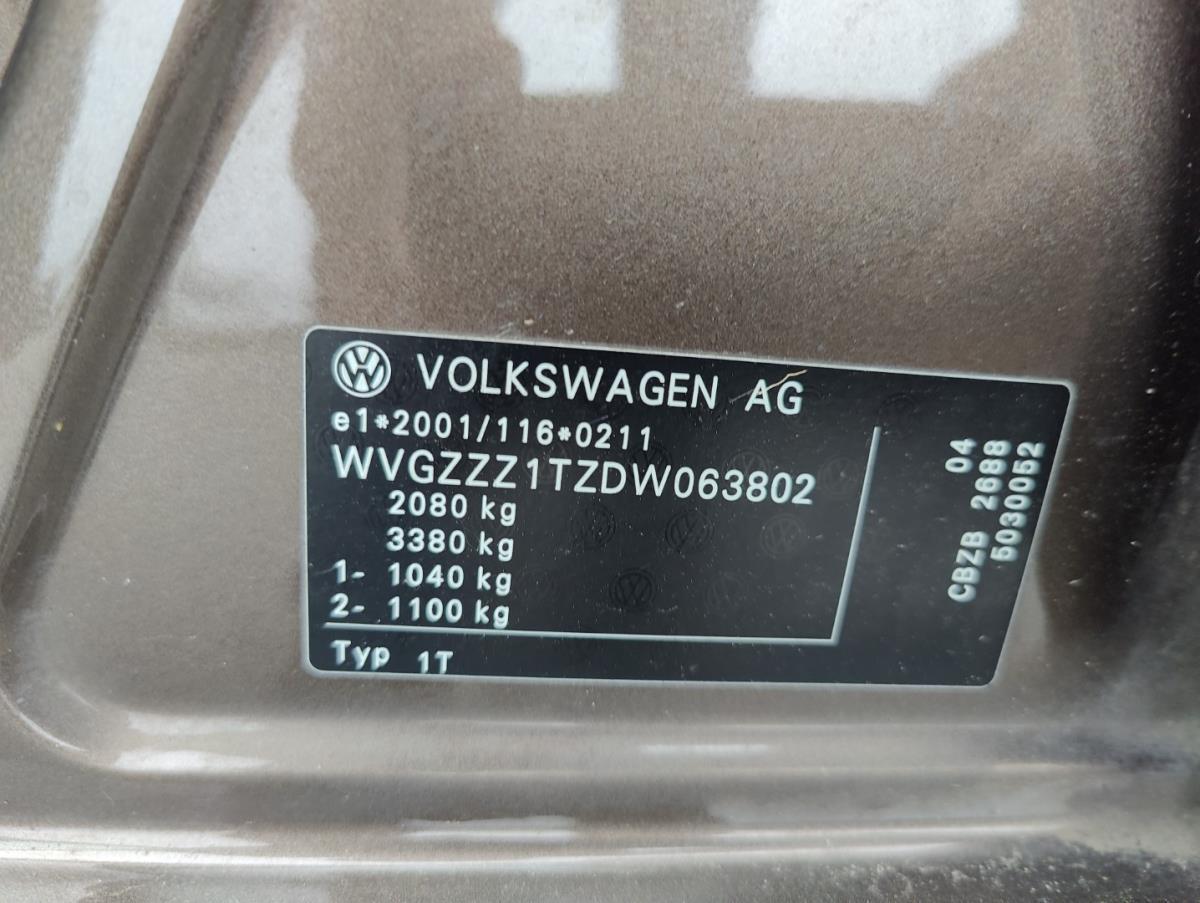 VOLKSWAGEN AG
e1*2001/116*0211
WVGZZZ1TZDW063802
2080 kg
3380 kg
1- 1040 kg
2- 1100 kg
Typ 1T
04
CBZB 2688
5030052